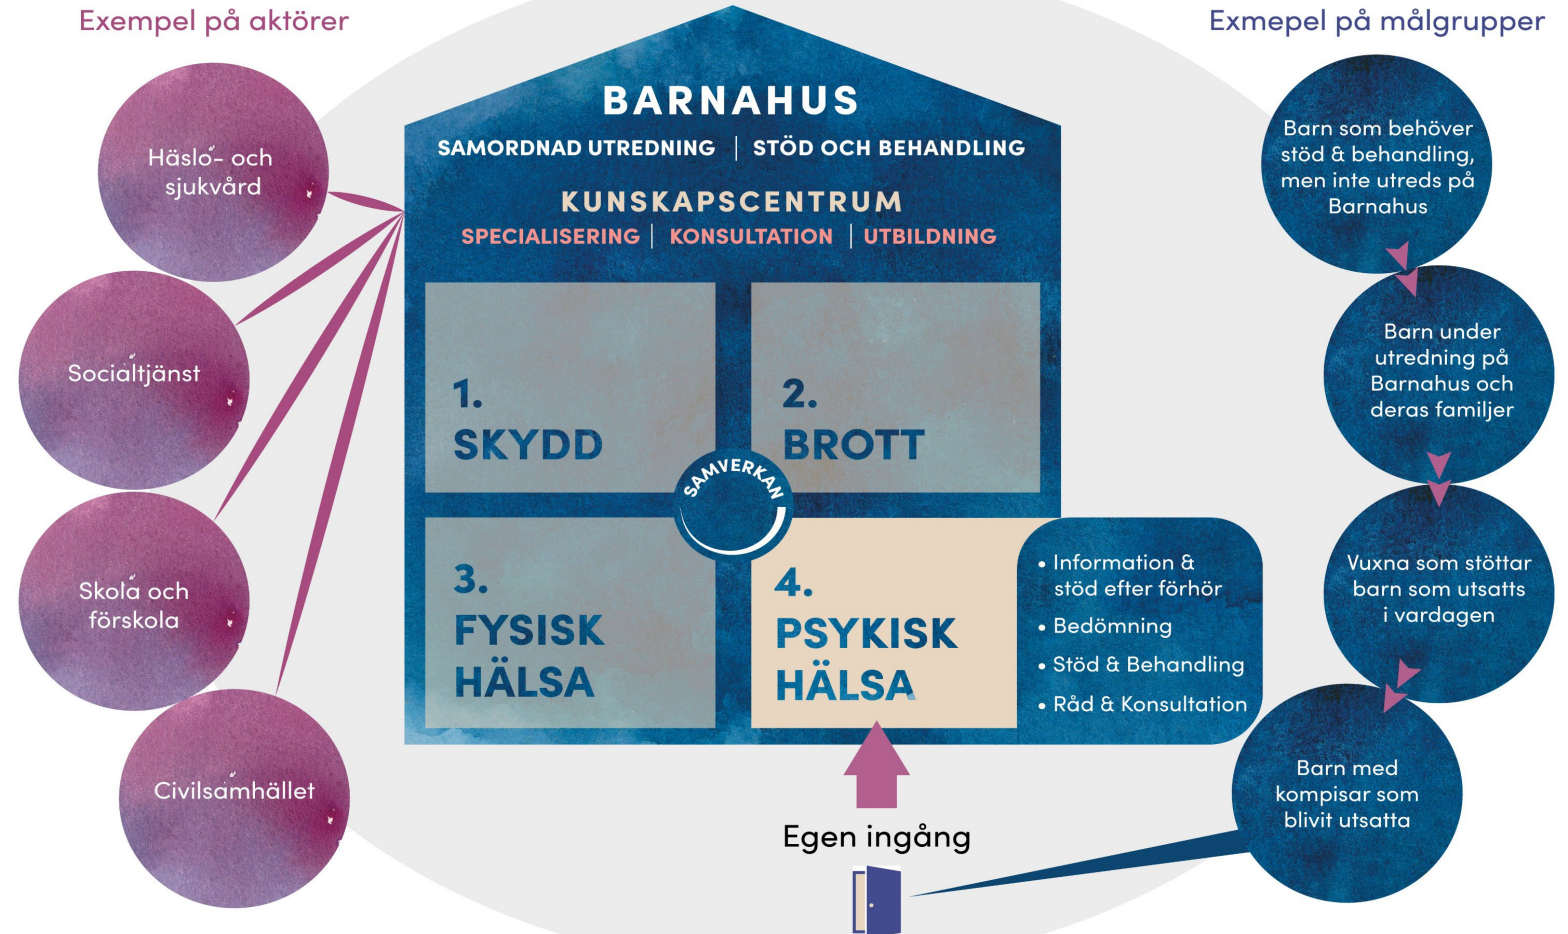 Exempel på aktörer
Häslo- och
sjukvård
Socialtjänst
Skola och
förskola
Civilsamhället
BARNAHUS
SAMORDNAD UTREDNING | STÖD OCH BEHANDLING
KUNSKAPSCENTRUM
SPECIALISERING | KONSULTATION | UTBILDNING
1.
SKYDD
2.
BROTT
SAMVERKAN
3.
FYSISK
HÄLSA
4.
PSYKISK
HÄLSA
• Information &
stöd efter förhör
• Bedömning
• Stöd & Behandling
• Råd & Konsultation
Egen ingång
Exmepel på målgrupper
Barn som behöver
stöd & behandling,
men inte utreds på
Barnahus
Barn under
utredning på
Barnahus och
deras familjer
Vuxna som stöttar
barn som utsatts
i vardagen
Barn med
kompisar som
blivit utsatta